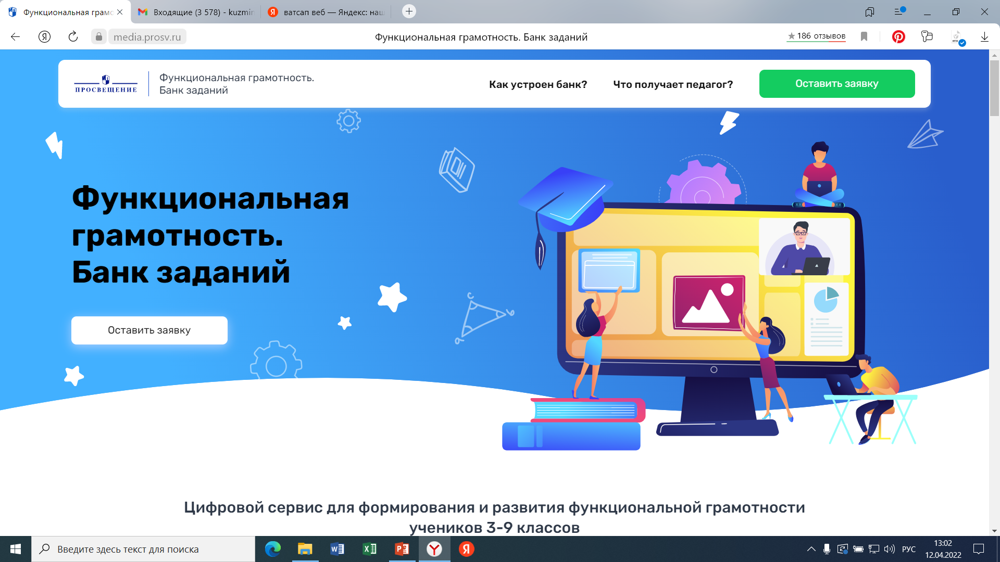 Функциональная грамс
Входящие (3 578) - kuzmin
ватсап веб — Яндекс: наш
media.prosv.ru
Функциональная грамотность. Банк заданий
186 отзывов
ПРОСВЕЩЕНИЕ
Функциональная грамотность.
Банк заданий
Как устроен банк?
Что получает педагог?
Оставить заявку
Функциональная
грамотность.
Банк заданий
Оставить заявку
c
b
a
Цифровой сервис для формирования и развития функциональной грамотности
учеников 3-9 классов
Введите здесь текст для поиска
РУС
13:02
12.04.2022